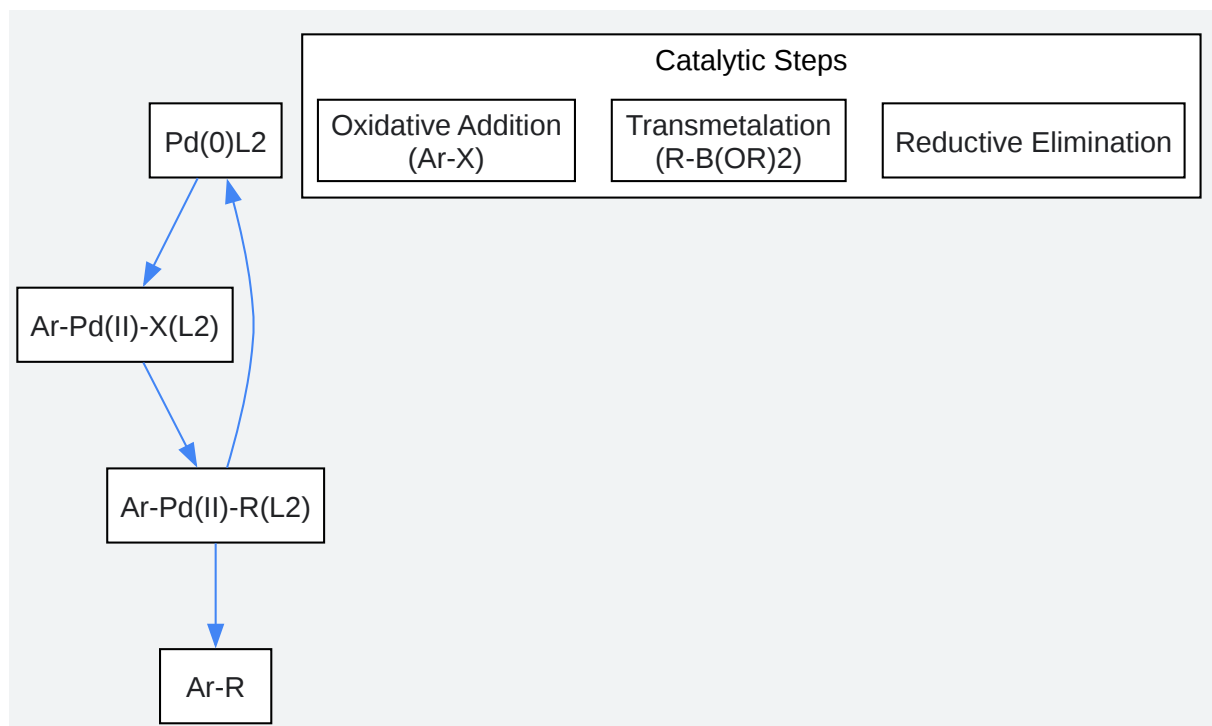 Catalytic Steps
Pd(0)L2
Oxidative Addition
(Ar-X)
Transmetalation
(R-B(OR)2)
Reductive Elimination
Ar-Pd(II)-X(L2)
Ar-Pd(II)-R(L2)
Ar-R